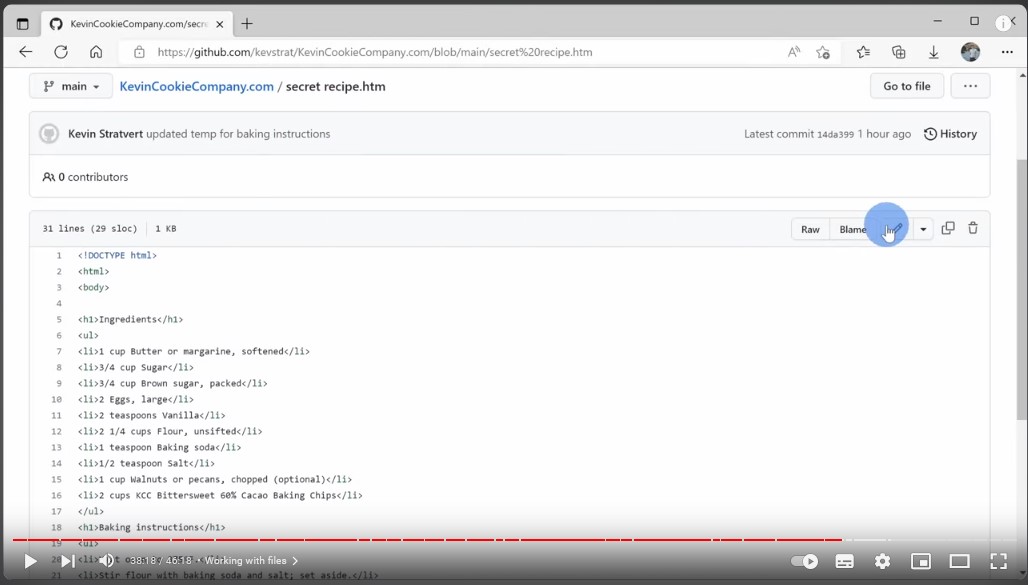 KevinCookieCompany.com/secre
https://github.com/kevstrat/KevinCookieCompany.com/blob/main/secret%20recipe.htm
main KevinCookieCompany.com / secret recipe.htm Go to file
Kevin Stratvert updated temp for baking instructions Latest commit 14da399 1 hour ago History
0 contributors
31 lines (29 sloc) 1 KB Raw Blame
1 <!DOCTYPE html>
2 <html>
3 <body>
4
5 <h1>Ingredients</h1>
6 <ul>
7 <li>1 cup Butter or margarine, softened</li>
8 <li>3/4 cup Sugar</li>
9 <li>3/4 cup Brown sugar, packed</li>
10 <li>2 Eggs, large</li>
11 <li>2 teaspoons Vanilla</li>
12 <li>2 1/4 cups Flour, unsifted</li>
13 <li>1 teaspoon Baking soda</li>
14 <li>1/2 teaspoon Salt</li>
15 <li>1 cup Walnuts or pecans, chopped (optional)</li>
16 <li>2 cups KCC Bittersweet 60% Cacao Baking Chips</li>
17 </ul>
18 <h1>Baking instructions</h1>
19 <ul>
20 <li>
38:18 / 46:18 • Working with files
21 <li>Stir flour with baking soda and salt; set aside.</li>